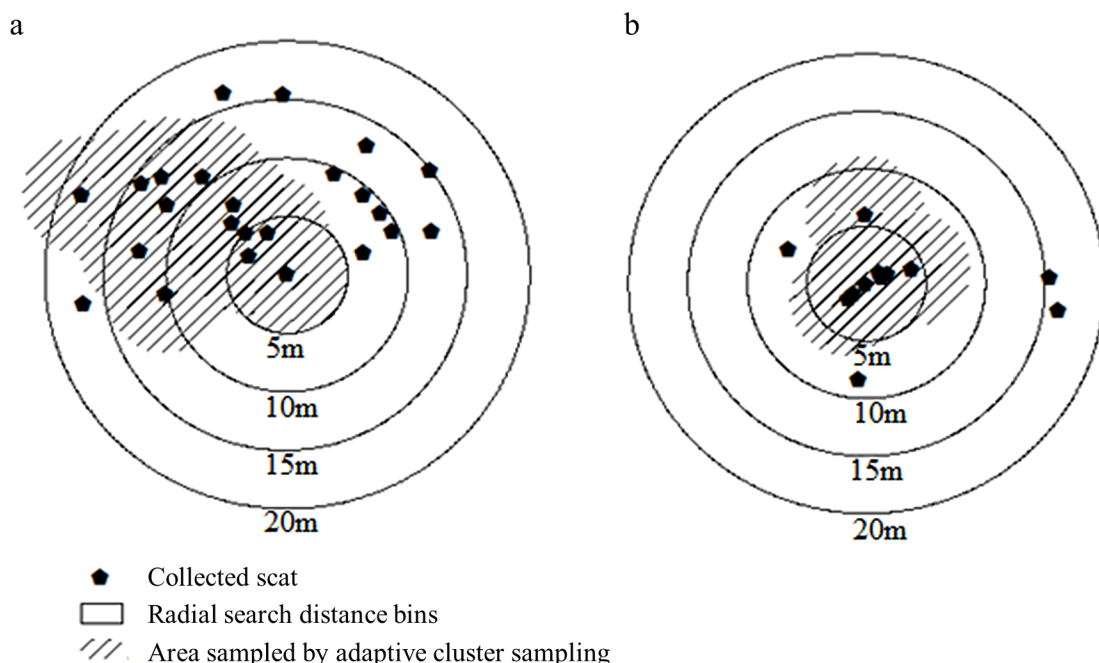 a
b
5m
10m
15m
20m
5m
10m
15m
20m
Collected scat
Radial search distance bins
Area sampled by adaptive cluster sampling